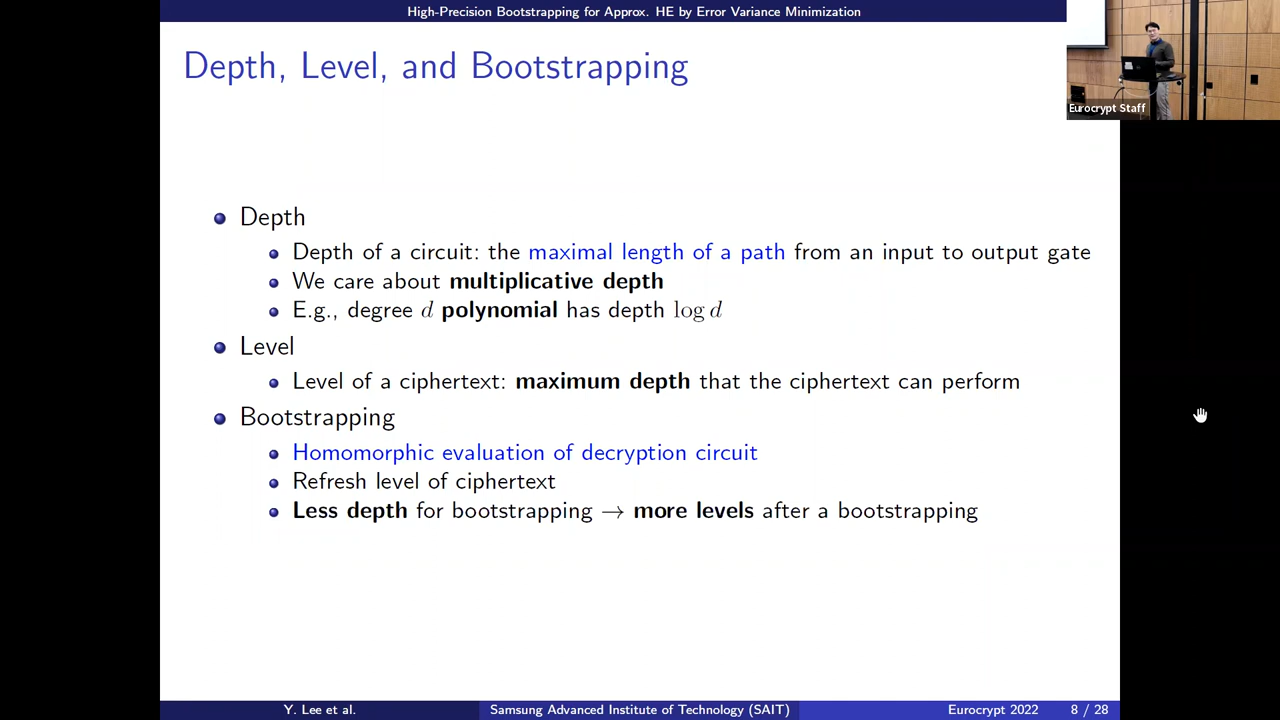 High-Precision Bootstrapping for Approx. HE by Error Variance Minimization
Depth, Level, and Bootstrapping
Eurocrypt Staff
Depth
Depth of a circuit: the maximal length of a path from an input to output gate
We care about multiplicative depth
E.g., degree d polynomial has depth log d
Level
Level of a ciphertext: maximum depth that the ciphertext can perform
Bootstrapping
Homomorphic evaluation of decryption circuit
Refresh level of ciphertext
Less depth for bootstrapping → more levels after a bootstrapping
Y. Lee et al. Samsung Advanced Institute of Technology (SAIT) Eurocrypt 2022 8 / 28